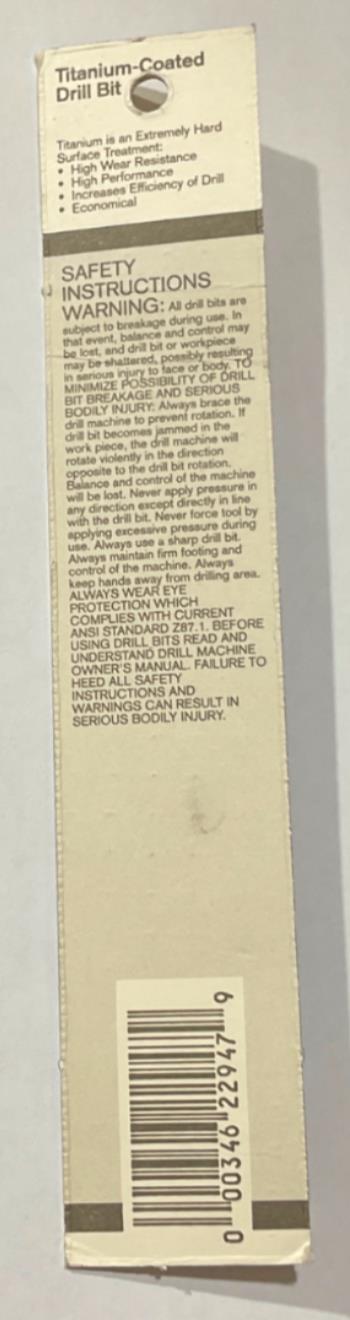 Titanium-Coated
Drill Bit
Titanium is an Extremely Hard
Surface Treatment:
• High Wear Resistance
• High Performance
• Increases Efficiency of Drill
• Economical
SAFETY
INSTRUCTIONS
WARNING: All drill bits are
subject to breakage during use. In
that event, balance and control may
be lost, and drill bit or workpiece
may be shattered, possibly resulting
in serious injury to face or body. TO
MINIMIZE POSSIBILITY OF DRILL
BIT BREAKAGE AND SERIOUS
BODILY INJURY: Always brace the
drill machine to prevent rotation. If
drill bit becomes jammed in the
work piece, the drill machine will
rotate violently in the direction
opposite to the drill bit rotation.
Balance and control of the machine
will be lost. Never apply pressure in
any direction except directly in line
with the drill bit. Never force tool by
applying excessive pressure during
use. Always use a sharp drill bit.
Always maintain firm footing and
control of the machine. Always
keep hands away from drilling area.
ALWAYS WEAR EYE
PROTECTION WHICH
COMPLIES WITH CURRENT
ANSI STANDARD Z87.1. BEFORE
USING DRILL BITS READ AND
UNDERSTAND DRILL MACHINE
OWNER'S MANUAL. FAILURE TO
HEED ALL SAFETY
INSTRUCTIONS AND
WARNINGS CAN RESULT IN
SERIOUS BODILY INJURY.
0 00346 22947 9